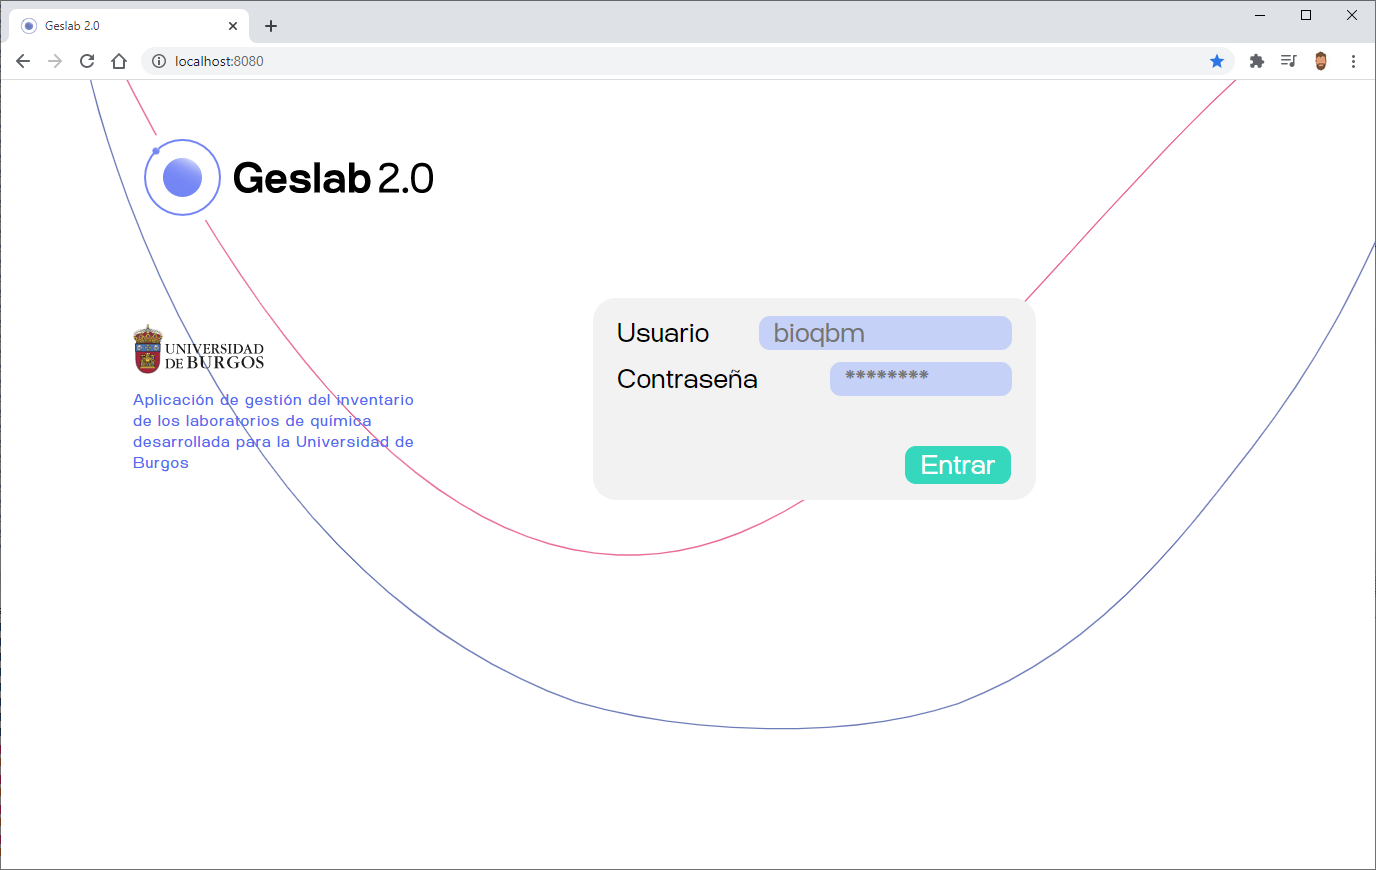 Geslab 2.0
localhost:8080
Geslab 2.0
UNIVERSIDAD
DE BURGOS
Aplicación de gestión del inventario
de los laboratorios de química
desarrollada para la Universidad de
Burgos
Usuario bioqbm
Contraseña ********
Entrar